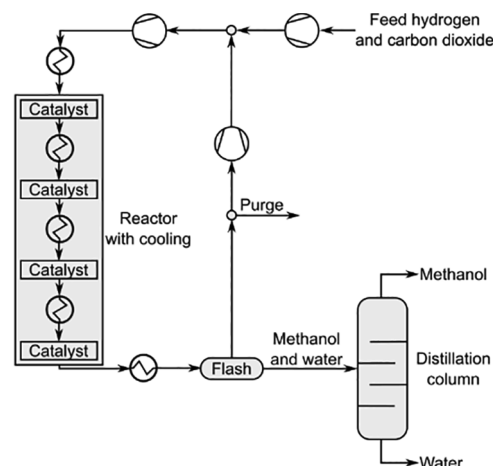 Feed hydrogen
and carbon dioxide
Catalyst
Catalyst
Catalyst
Catalyst
Reactor
with cooling
Purge
Flash
Methanol
and water
Methanol
Distillation
column
Water